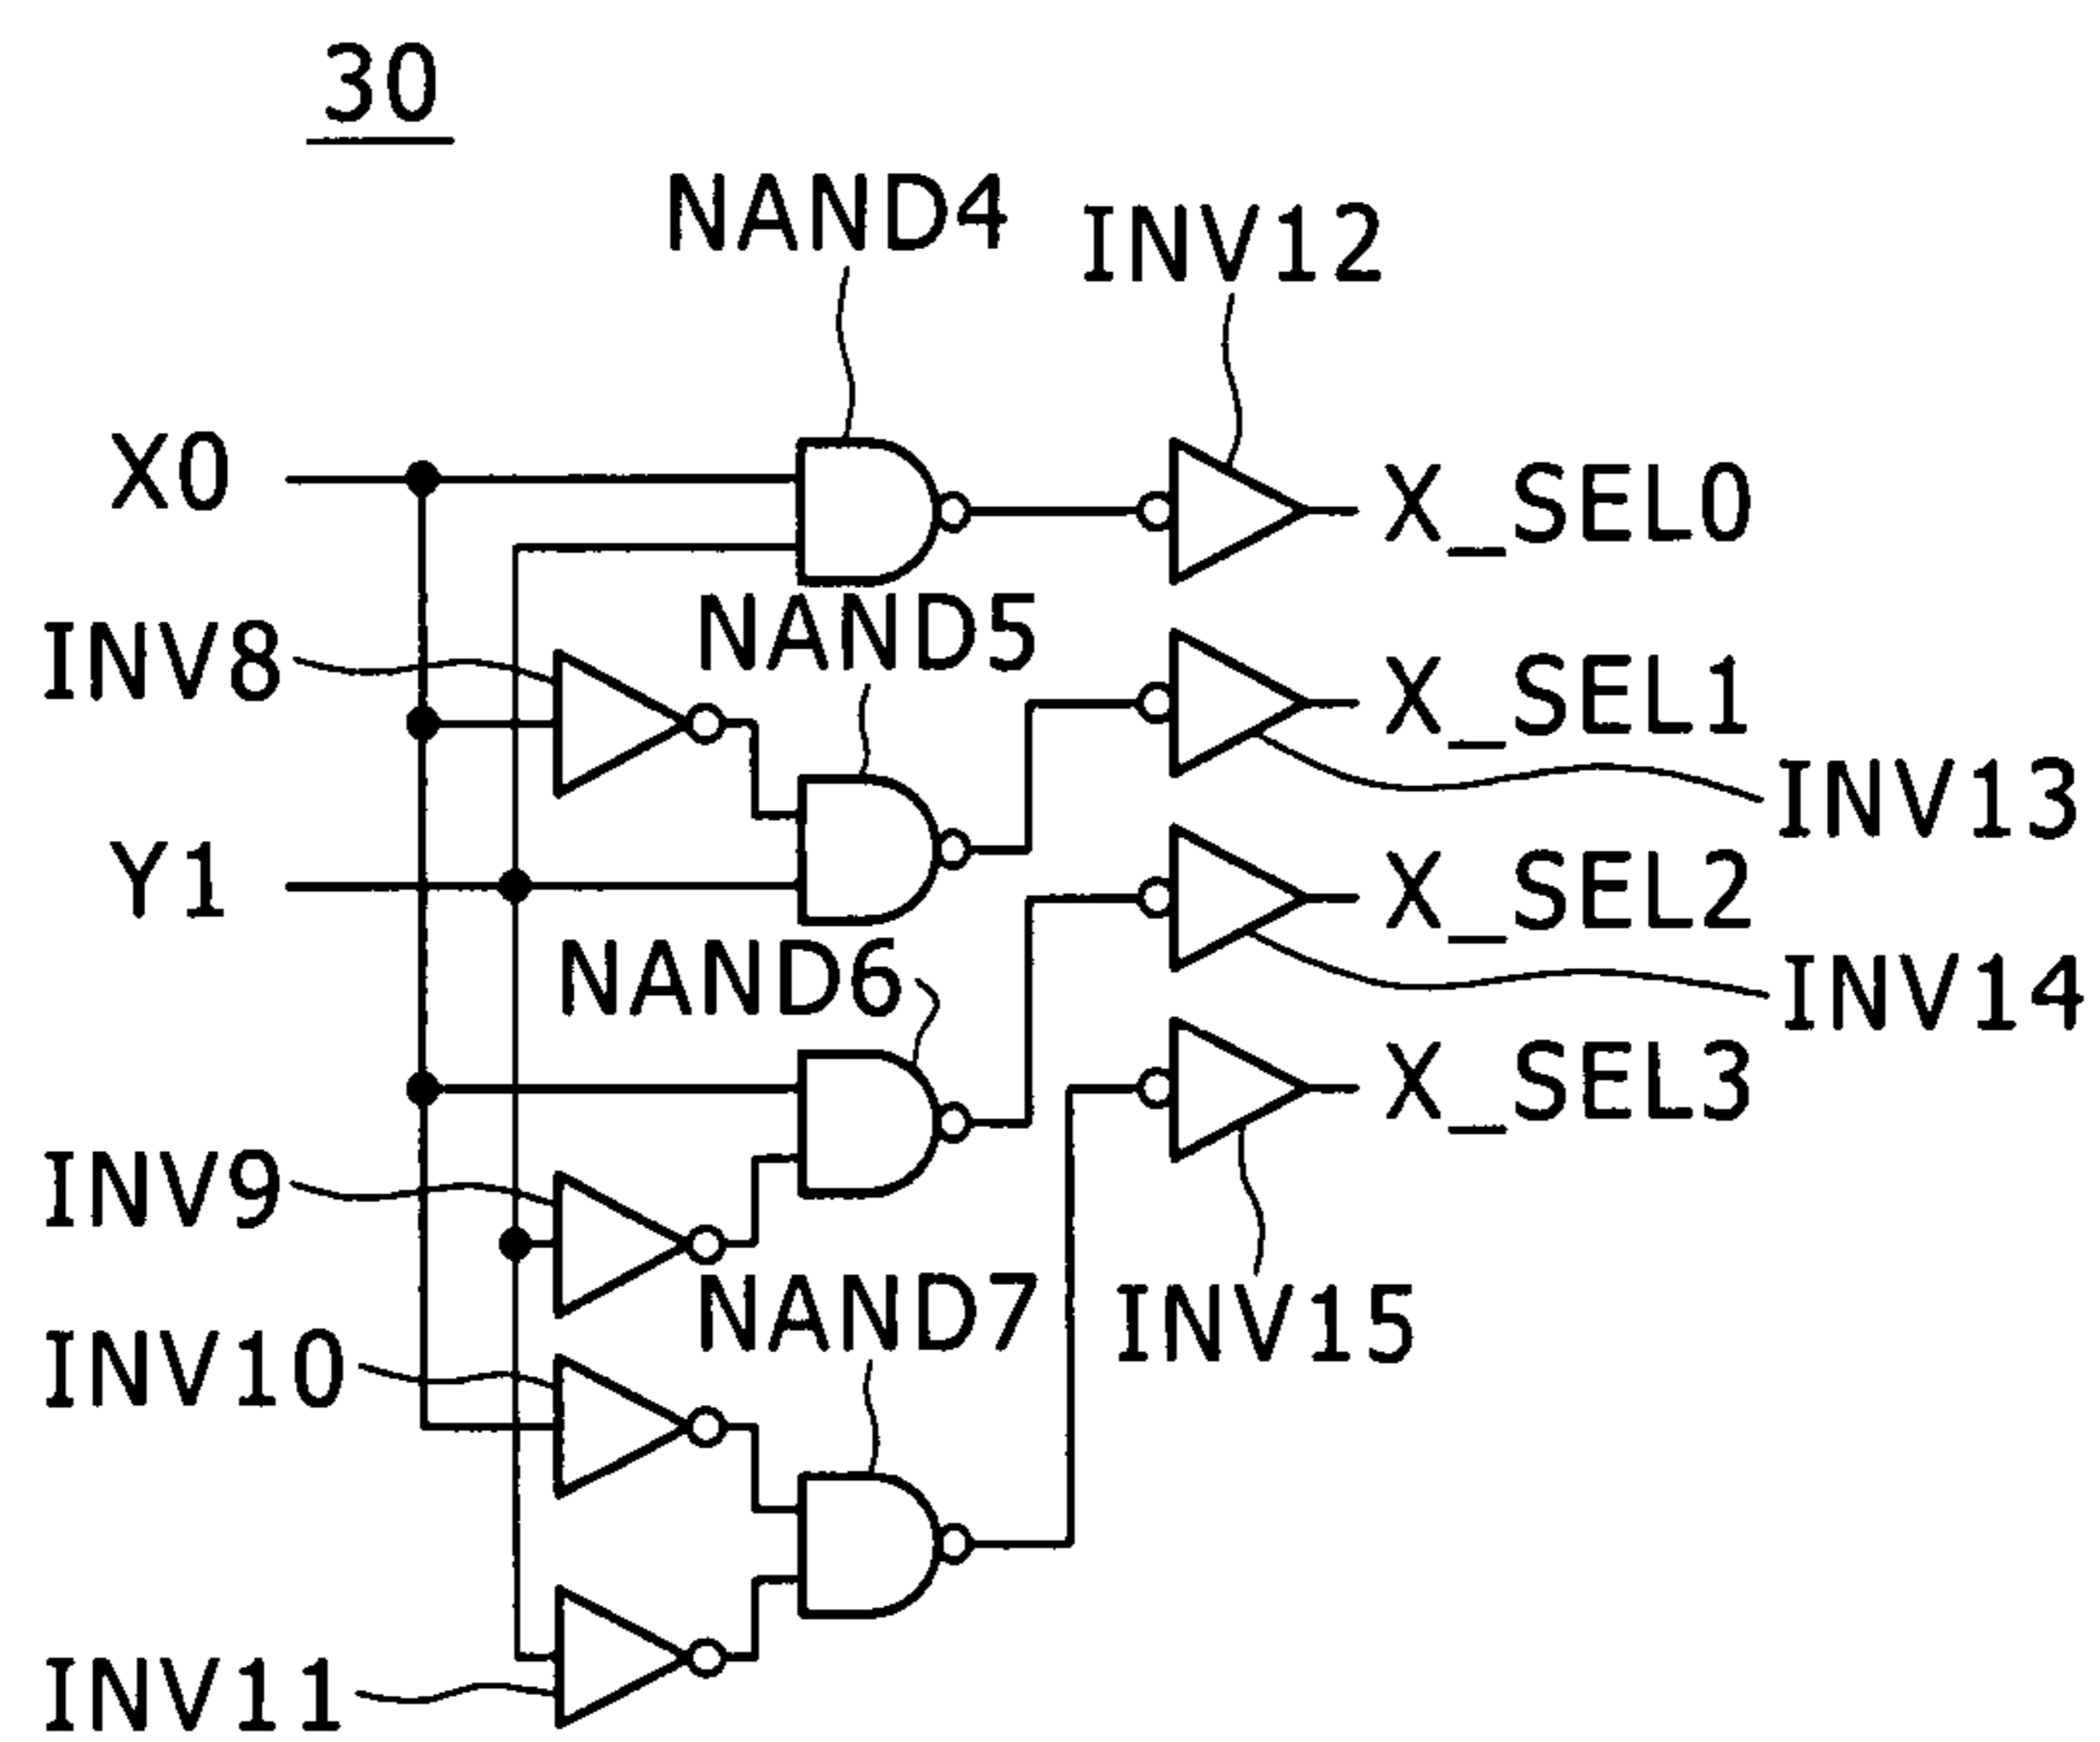 30
NAND4
INV12
X0
X_SEL0
INV8
NAND5
X_SEL1
INV13
Y1
X_SEL2
NAND6
INV14
X_SEL3
INV9
NAND7
INV15
INV10
INV11